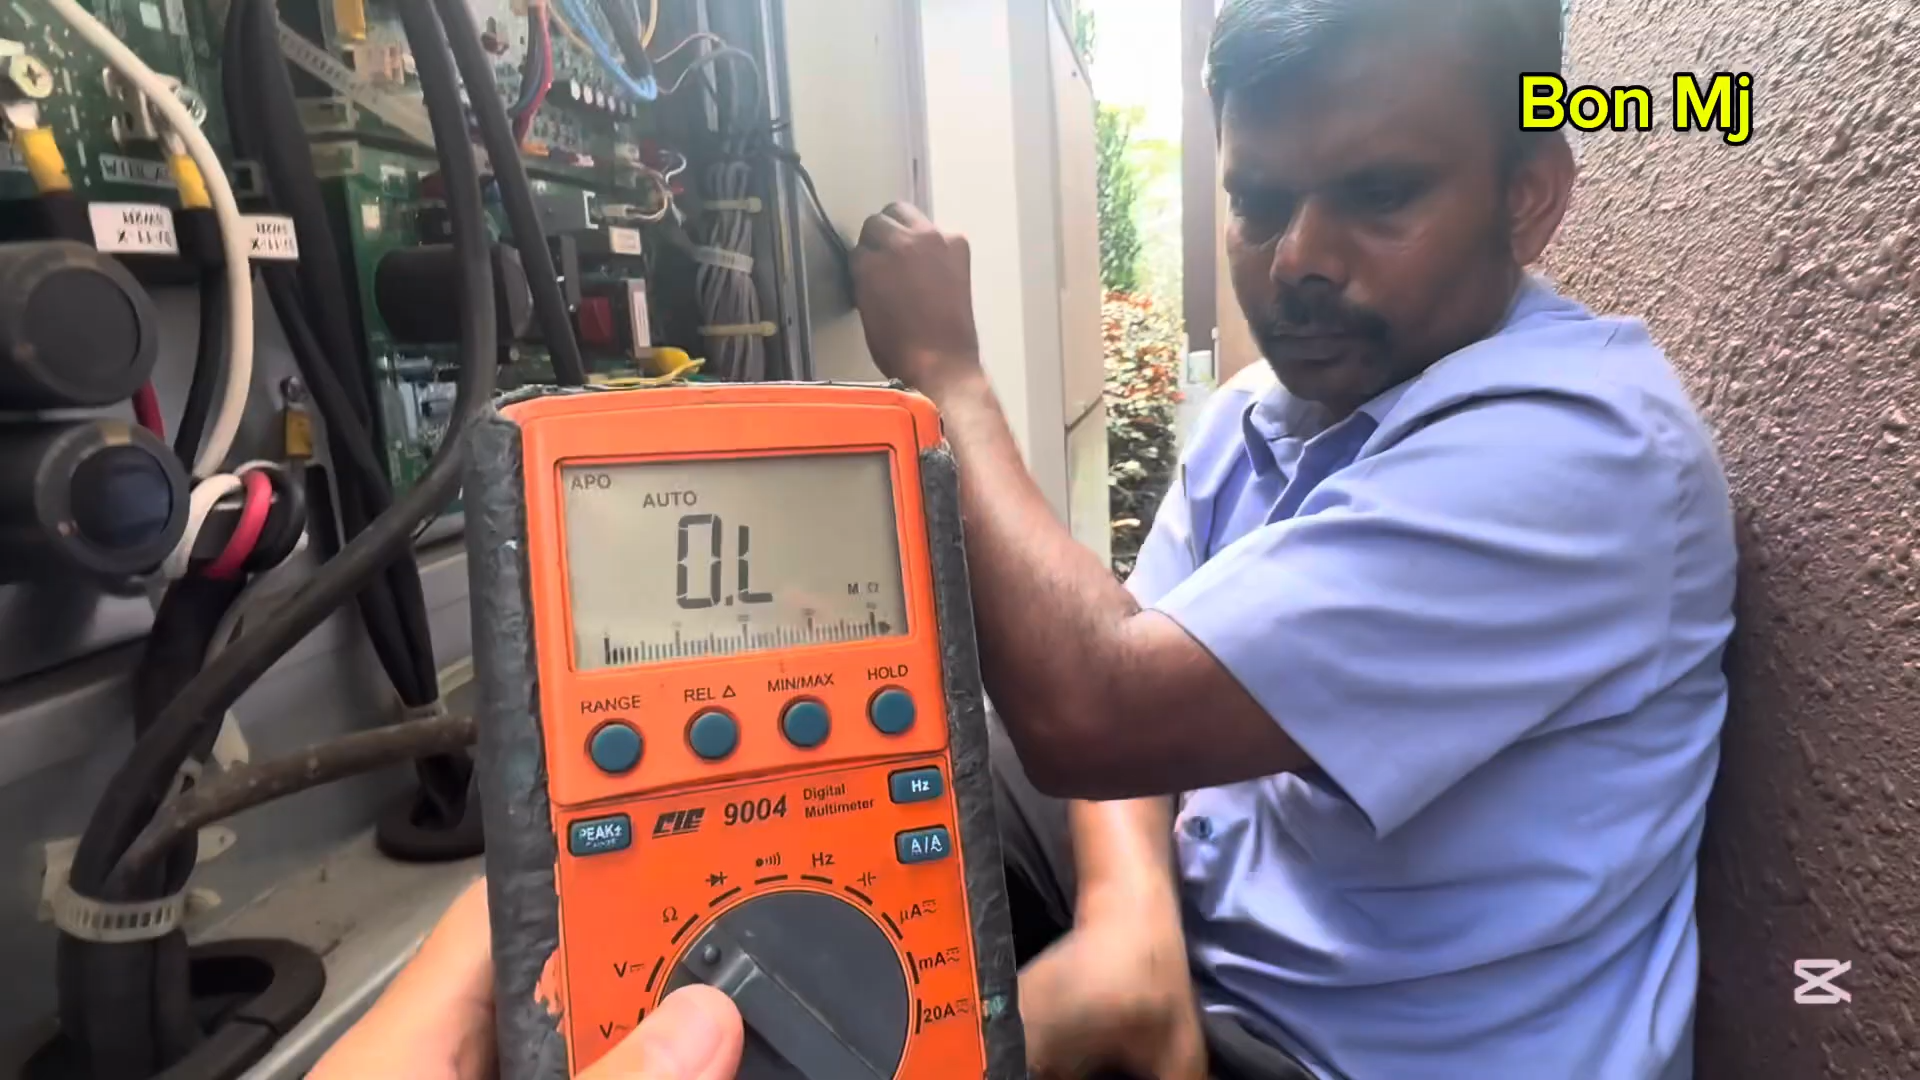 Bon Mj
APO
AUTO
0.L
M Ω
RANGE
REL Δ
MIN/MAX
HOLD
CIE 9004 Digital Multimeter
Hz
PEAK±
A/A
Hz
Ω
µA
V
mA
V~
20A